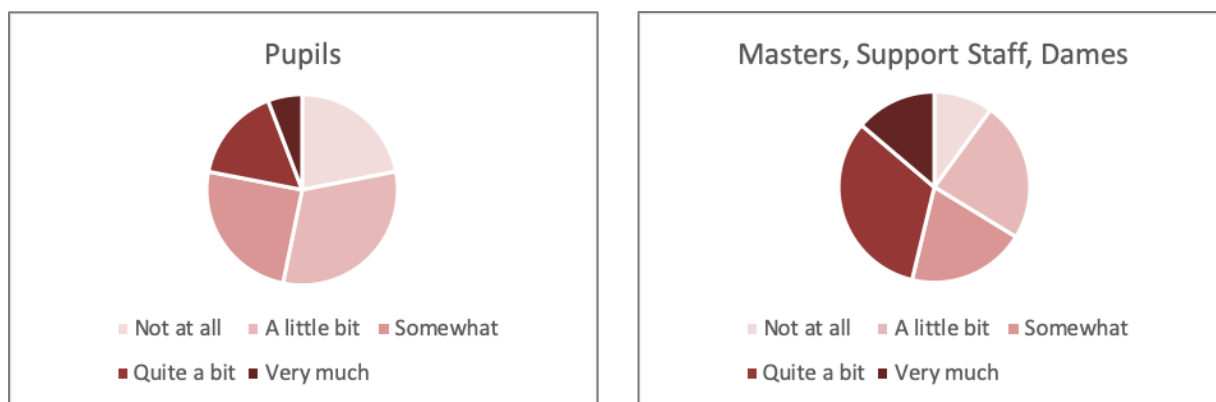 Pupils
Not at all A little bit Somewhat
Quite a bit Very much
Masters, Support Staff, Dames
Not at all A little bit Somewhat
Quite a bit Very much